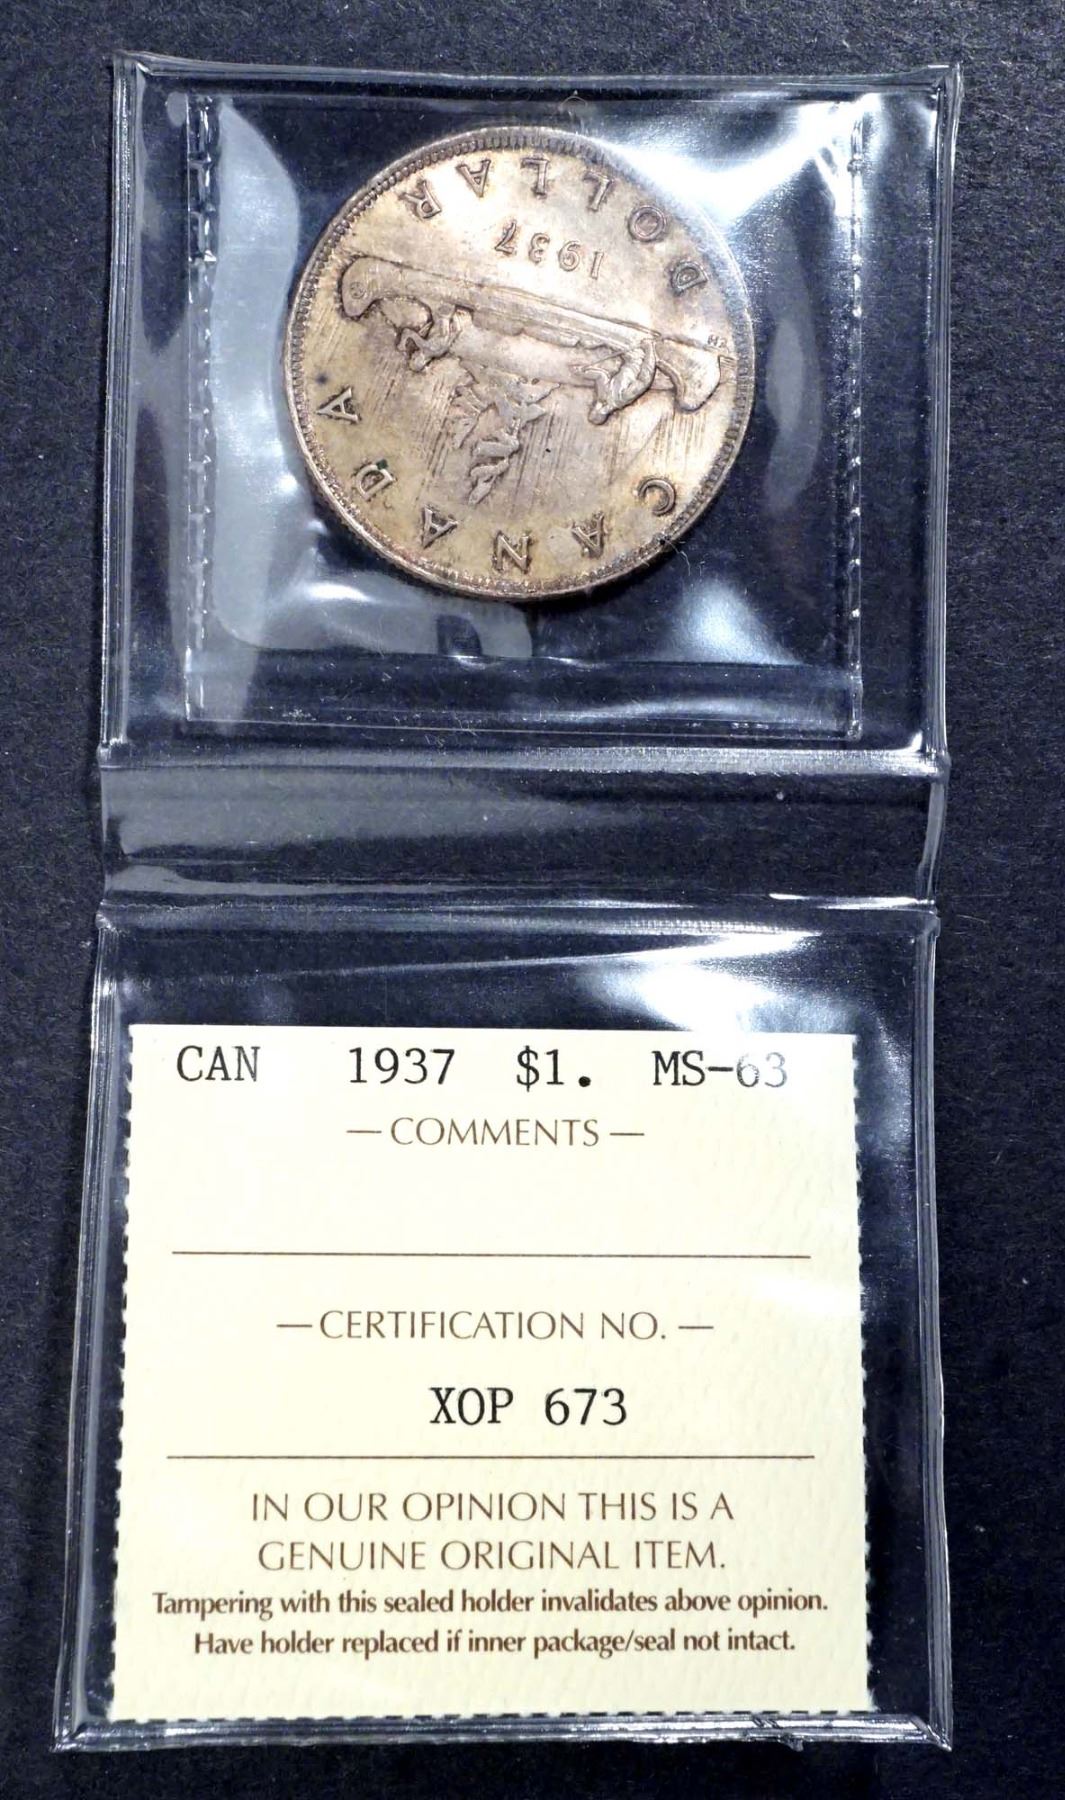 DOLLAR
1937
HB
CANADA
CAN 1937 $1. MS-63
— COMMENTS —
— CERTIFICATION NO. —
XOP 673
IN OUR OPINION THIS IS A
GENUINE ORIGINAL ITEM.
Tampering with this sealed holder invalidates above opinion.
Have holder replaced if inner package/seal not intact.